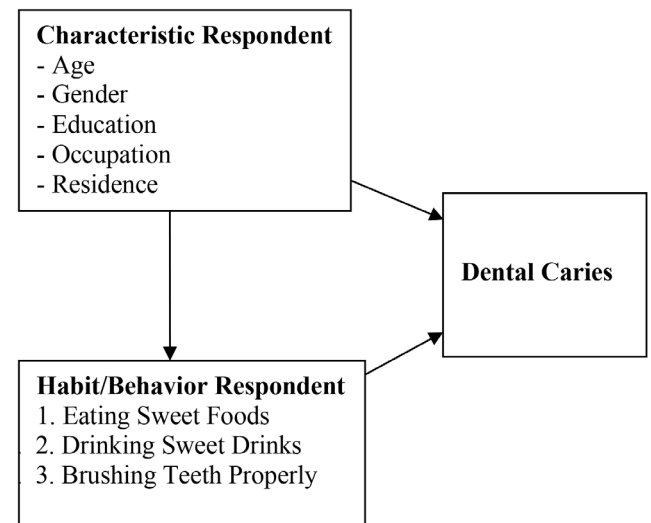 Characteristic Respondent
- Age
- Gender
- Education
- Occupation
- Residence
Dental Caries
Habit/Behavior Respondent
1. Eating Sweet Foods
2. Drinking Sweet Drinks
3. Brushing Teeth Properly